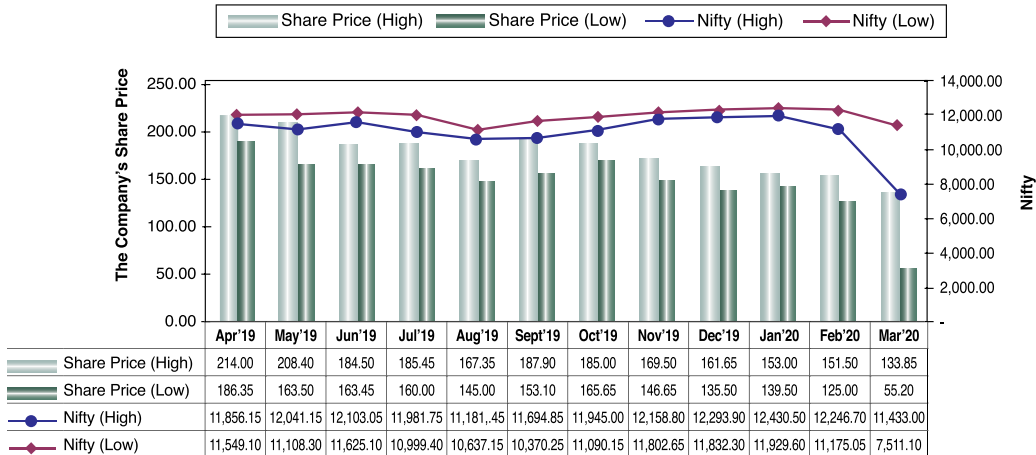 Share Price (High) Share Price (Low) Nifty (High) Nifty (Low)
The Company's Share Price
250.00
200.00
150.00
100.00
50.00
0.00
14,000.00
12,000.00
10,000.00
8,000.00
6,000.00
4,000.00
2,000.00
-
Nifty
Apr'19 May'19 Jun'19 Jul'19 Aug'19 Sept'19 Oct'19 Nov'19 Dec'19 Jan'20 Feb'20 Mar'20
Share Price (High) 214.00 208.40 184.50 185.45 167.35 187.90 185.00 169.50 161.65 153.00 151.50 133.85
Share Price (Low) 186.35 163.50 163.45 160.00 145.00 153.10 165.65 146.65 135.50 139.50 125.00 55.20
Nifty (High) 11,856.15 12,041.15 12,103.05 11,981.75 11,181,.45 11,694.85 11,945.00 12,158.80 12,293.90 12,430.50 12,246.70 11,433.00
Nifty (Low) 11,549.10 11,108.30 11,625.10 10,999.40 10,637.15 10,370.25 11,090.15 11,802.65 11,832.30 11,929.60 11,175.05 7,511.10